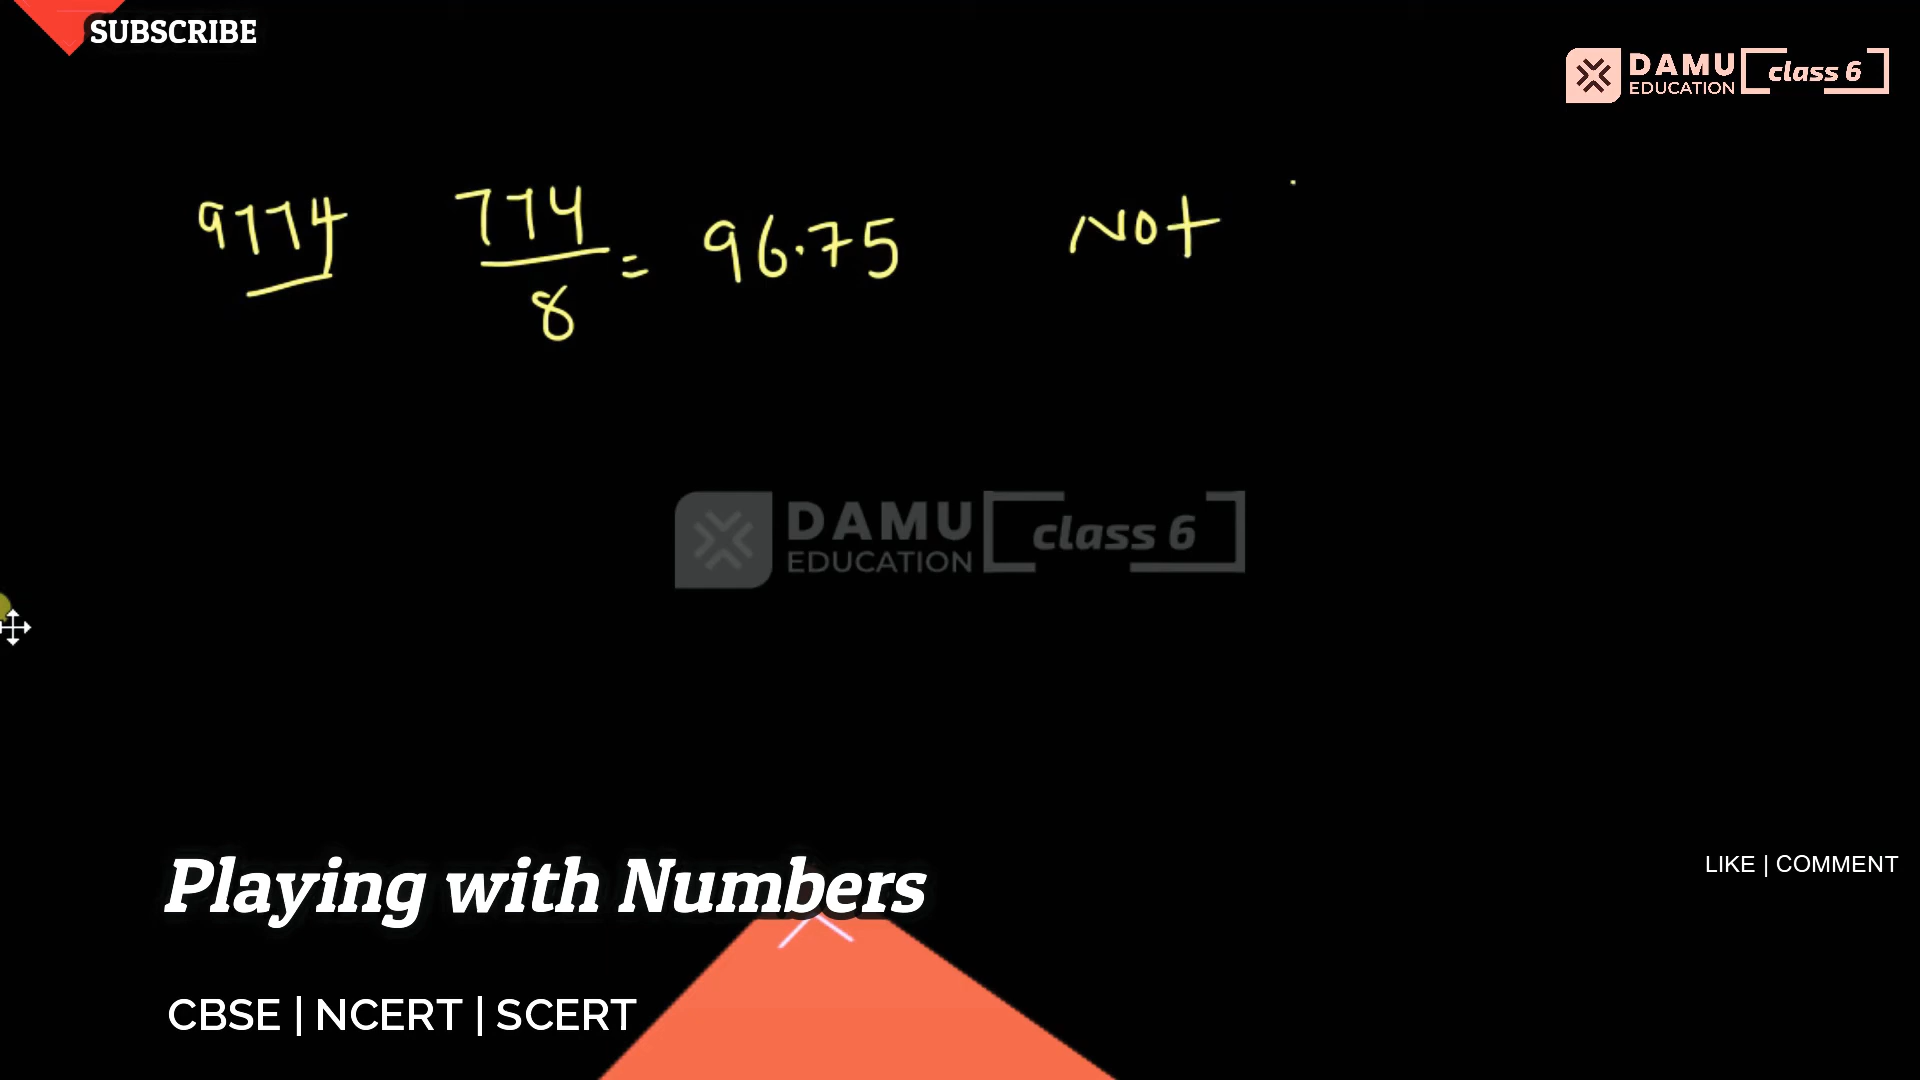 SUBSCRIBE
DAMU EDUCATION class 6
9774 774/8 = 96.75 Not
DAMU EDUCATION class 6
Playing with Numbers
LIKE | COMMENT
CBSE | NCERT | SCERT